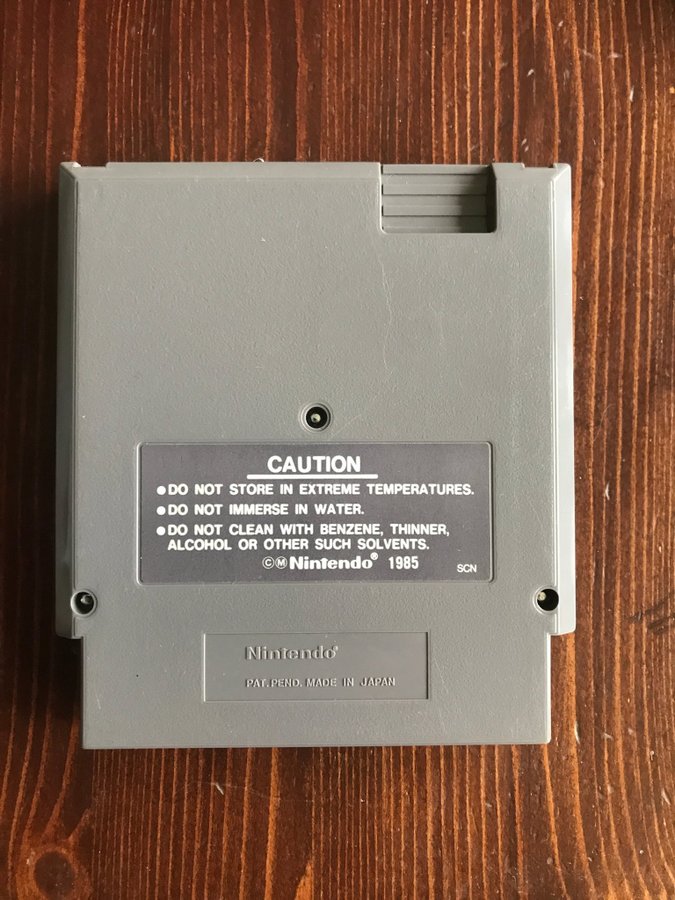 CAUTION
●DO NOT STORE IN EXTREME TEMPERATURES.
●DO NOT IMMERSE IN WATER.
●DO NOT CLEAN WITH BENZENE, THINNER,
ALCOHOL OR OTHER SUCH SOLVENTS.
©Ⓜ Nintendo® 1985 SCN
Nintendo®
PAT.PEND. MADE IN JAPAN